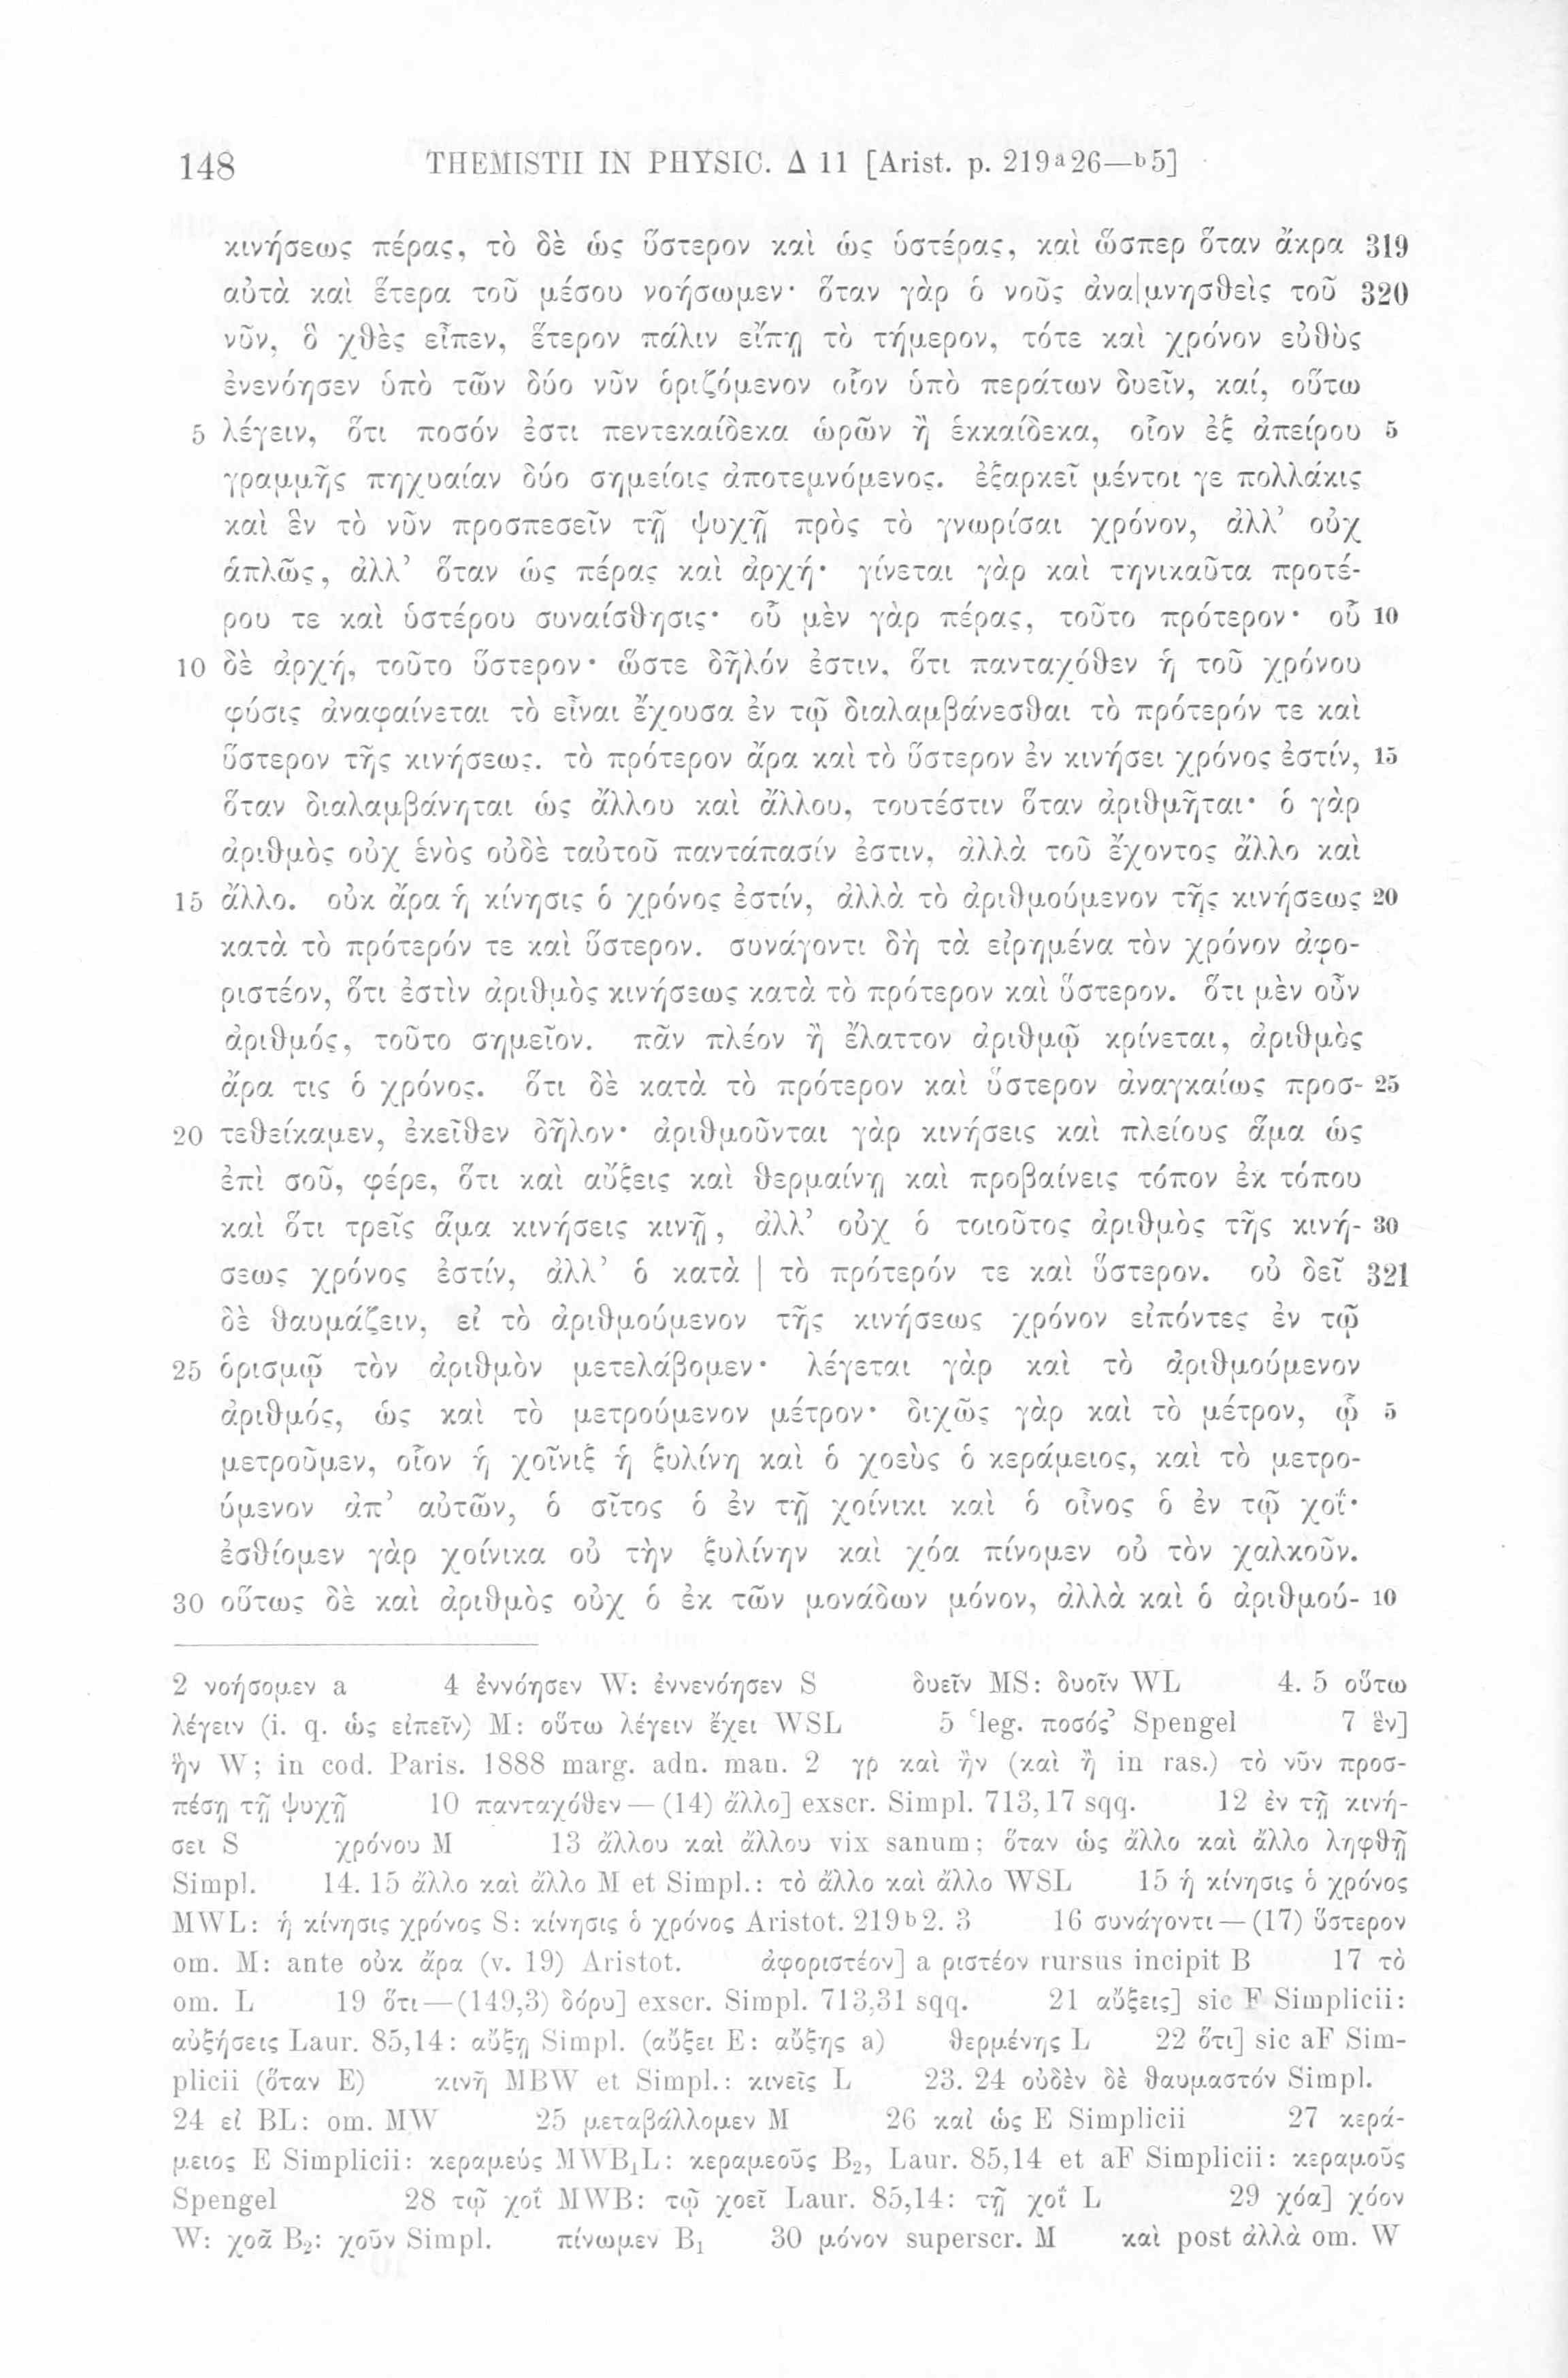 148 THEMISTII IN PHYSIC. Δ 11 [Arist. p. 219ª26—ᵇ5]
κινήσεως πέρας, τὸ δὲ ὡς ὕστερον καὶ ὡς ὑστέρας, καὶ ὥσπερ ὅταν ἄκρα 319
αὐτὰ καὶ ἕτερα τοῦ μέσου νοήσωμεν· ὅταν γὰρ ὁ νοῦς ἀνα|μνησθεὶς τοῦ 320
νῦν, ὃ χθὲς εἶπεν, ἕτερον πάλιν εἴπῃ τὸ τήμερον, τότε καὶ χρόνον εὐθὺς
ἐνενόησεν ὑπὸ τῶν δύο νῦν ὁριζόμενον οἷον ὑπὸ περάτων δυεῖν, καί, οὕτω
5 λέγειν, ὅτι ποσόν ἐστι πεντεκαίδεκα ὡρῶν ἢ ἑκκαίδεκα, οἷον ἐξ ἀπείρου 5
γραμμῆς πηχυαίαν δύο σημείοις ἀποτεμνόμενος. ἐξαρκεῖ μέντοι γε πολλάκις
καὶ ἓν τὸ νῦν προσπεσεῖν τῇ ψυχῇ πρὸς τὸ γνωρίσαι χρόνον, ἀλλ’ οὐχ
ἁπλῶς, ἀλλ’ ὅταν ὡς πέρας καὶ ἀρχή· γίνεται γὰρ καὶ τηνικαῦτα προτέ-
ρου τε καὶ ὑστέρου συναίσθησις· οὗ μὲν γὰρ πέρας, τοῦτο πρότερον· οὗ 10
10 δὲ ἀρχή, τοῦτο ὕστερον· ὥστε δῆλόν ἐστιν, ὅτι πανταχόθεν ἡ τοῦ χρόνου
φύσις ἀναφαίνεται τὸ εἶναι ἔχουσα ἐν τῷ διαλαμβάνεσθαι τὸ πρότερόν τε καὶ
ὕστερον τῆς κινήσεως. τὸ πρότερον ἄρα καὶ τὸ ὕστερον ἐν κινήσει χρόνος ἐστίν, 15
ὅταν διαλαμβάνηται ὡς ἄλλου καὶ ἄλλου, τουτέστιν ὅταν ἀριθμῆται· ὁ γὰρ
ἀριθμὸς οὐχ ἑνὸς οὐδὲ ταὐτοῦ παντάπασίν ἐστιν, ἀλλὰ τοῦ ἔχοντος ἄλλο καὶ
15 ἄλλο. οὐκ ἄρα ἡ κίνησις ὁ χρόνος ἐστίν, ἀλλὰ τὸ ἀριθμούμενον τῆς κινήσεως 20
κατὰ τὸ πρότερόν τε καὶ ὕστερον. συνάγοντι δὴ τὰ εἰρημένα τὸν χρόνον ἀφο-
ριστέον, ὅτι ἐστὶν ἀριθμὸς κινήσεως κατὰ τὸ πρότερον καὶ ὕστερον. ὅτι μὲν οὖν
ἀριθμός, τοῦτο σημεῖον. πᾶν πλέον ἢ ἔλαττον ἀριθμῷ κρίνεται, ἀριθμὸς
ἄρα τις ὁ χρόνος. ὅτι δὲ κατὰ τὸ πρότερον καὶ ὕστερον ἀναγκαίως προσ- 25
20 τεθείκαμεν, ἐκεῖθεν δῆλον· ἀριθμοῦνται γὰρ κινήσεις καὶ πλείους ἅμα ὡς
ἐπὶ σοῦ, φέρε, ὅτι καὶ αὔξεις καὶ θερμαίνῃ καὶ προβαίνεις τόπον ἐκ τόπου
καὶ ὅτι τρεῖς ἅμα κινήσεις κινῇ, ἀλλ’ οὐχ ὁ τοιοῦτος ἀριθμὸς τῆς κινή- 30
σεως χρόνος ἐστίν, ἀλλ’ ὁ κατὰ | τὸ πρότερόν τε καὶ ὕστερον. οὐ δεῖ 321
δὲ θαυμάζειν, εἰ τὸ ἀριθμούμενον τῆς κινήσεως χρόνον εἰπόντες ἐν τῷ
25 ὁρισμῷ τὸν ἀριθμὸν μετελάβομεν· λέγεται γὰρ καὶ τὸ ἀριθμούμενον
ἀριθμός, ὡς καὶ τὸ μετρούμενον μέτρον· διχῶς γὰρ καὶ τὸ μέτρον, ᾧ 5
μετροῦμεν, οἷον ἡ χοῖνιξ ἡ ξυλίνη καὶ ὁ χοεὺς ὁ κεράμειος, καὶ τὸ μετρο-
ύμενον ἀπ’ αὐτῶν, ὁ σῖτος ὁ ἐν τῇ χοίνικι καὶ ὁ οἶνος ὁ ἐν τῷ χοΐ·
ἐσθίομεν γὰρ χοίνικα οὐ τὴν ξυλίνην καὶ χόα πίνομεν οὐ τὸν χαλκοῦν.
30 οὕτως δὲ καὶ ἀριθμὸς οὐχ ὁ ἐκ τῶν μονάδων μόνον, ἀλλὰ καὶ ὁ ἀριθμού- 10
2 νοήσομεν a 4 ἐννόησεν W: ἐννενόησεν S δυεῖν MS: δυοῖν WL 4. 5 οὕτω
λέγειν (i. q. ὡς εἰπεῖν) M: οὕτω λέγειν ἔχει WSL 5 ‘leg. ποσός’ Spengel 7 ἓν]
ἣν W; in cod. Paris. 1888 marg. adn. man. 2 γρ καὶ ἢν (καὶ ἢ in ras.) τὸ νῦν προσ-
πέσῃ τῇ ψυχῇ 10 πανταχόθεν — (14) ἄλλο] exscr. Simpl. 713,17 sqq. 12 ἐν τῇ κινή-
σει S χρόνου M 13 ἄλλου καὶ ἄλλου vix sanum; ὅταν ὡς ἄλλο καὶ ἄλλο ληφθῇ
Simpl. 14. 15 ἄλλο καὶ ἄλλο M et Simpl.: τὸ ἄλλο καὶ ἄλλο WSL 15 ἡ κίνησις ὁ χρόνος
MWL: ἡ κίνησις χρόνος S: κίνησις ὁ χρόνος Aristot. 219ᵇ2. 3 16 συνάγοντι — (17) ὕστερον
om. M: ante οὐκ ἄρα (v. 19) Aristot. ἀφοριστέον] a ριστέον rursus incipit B 17 τὸ
om. L 19 ὅτι — (149,3) δόρυ] exscr. Simpl. 713,31 sqq. 21 αὔξεις] sic F Simplicii:
αὐξήσεις Laur. 85,14: αὔξῃ Simpl. (αὔξει E: αὔξης a) θερμένης L 22 ὅτι] sic aF Sim-
plicii (ὅταν E) κινῇ MBW et Simpl.: κινεῖς L 23. 24 οὐδὲν δὲ θαυμαστόν Simpl.
24 εἰ BL: om. MW 25 μεταβάλλομεν M 26 καί ὡς E Simplicii 27 κερά-
μειος E Simplicii: κεραμεύς MWB₁L: κεραμεοῦς B₂, Laur. 85,14 et aF Simplicii: κεραμοῦς
Spengel 28 τῷ χοΐ MWB: τῷ χοεῖ Laur. 85,14: τῇ χοΐ L 29 χόα] χόον
W: χοᾶ B₂: χοῦν Simpl. πίνωμεν B₁ 30 μόνον superscr. M καὶ post ἀλλὰ om. W